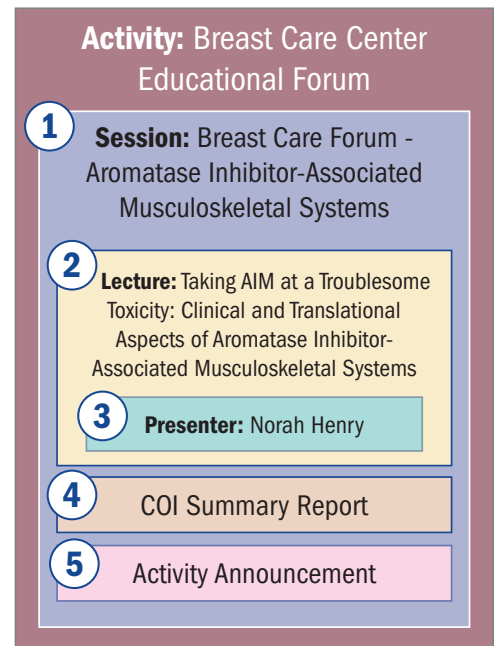 Activity: Breast Care Center
Educational Forum
1
Session: Breast Care Forum -
Aromatase Inhibitor-Associated
Musculoskeletal Systems
2
Lecture: Taking AIM at a Troublesome
Toxicity: Clinical and Translational
Aspects of Aromatase Inhibitor-
Associated Musculoskeletal Systems
3
Presenter: Norah Henry
4
COI Summary Report
5
Activity Announcement